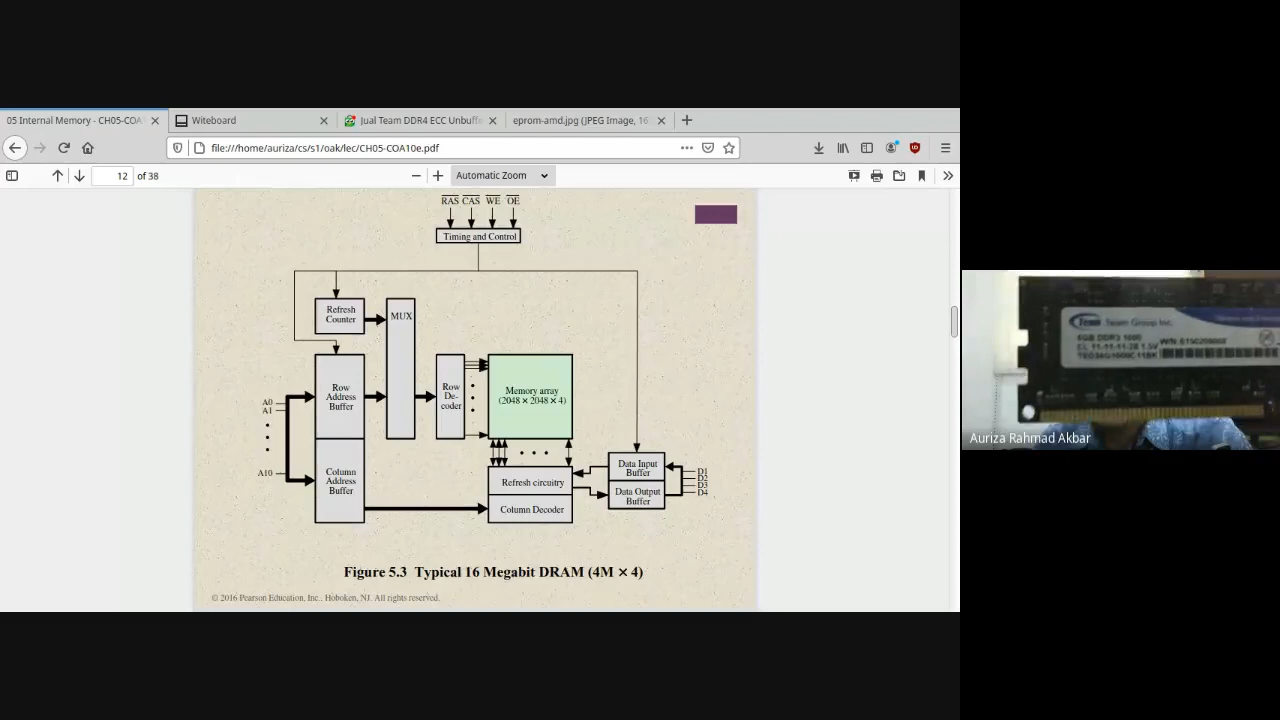 05 Internal Memory - CH05-COA
Witeboard
Jual Team DDR4 ECC Unbuffe
eprom-amd.jpg (JPEG Image, 16
file:///home/auriza/cs/s1/oak/lec/CH05-COA10e.pdf
12 of 38
Automatic Zoom
RAS CAS WE OE
Timing and Control
Refresh
Counter
MUX
Row
Address
Buffer
Row
De-
coder
Memory array
(2048 × 2048 × 4)
A0
A1
A10
Column
Address
Buffer
Refresh circuitry
Column Decoder
Data Input
Buffer
Data Output
Buffer
D1
D2
D3
D4
Figure 5.3 Typical 16 Megabit DRAM (4M × 4)
© 2016 Pearson Education, Inc., Hoboken, NJ. All rights reserved.
Team Group Inc.
Auriza Rahmad Akbar